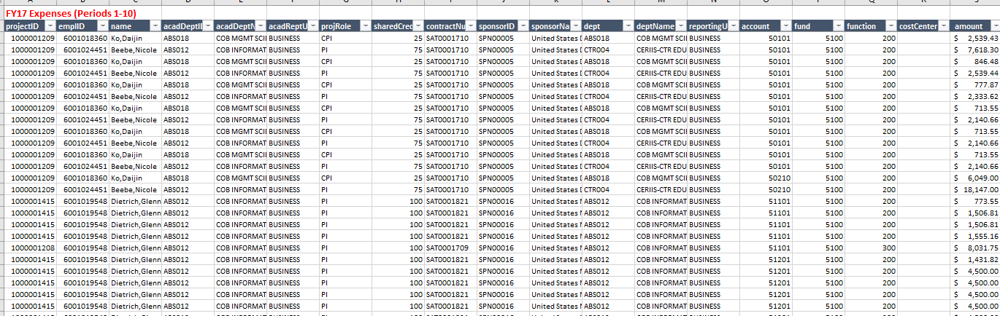 FY17 Expenses (Periods 1-10)
projectID emplID name acadDeptI acadDeptN acadReptU projRole sharedCred contractNu sponsorID sponsorNa dept deptName reportingU account fund function costCenter amount
1000001209 6001018360 Ko,Daijin ABS018 COB MGMT SCI BUSINESS CPI 25 SAT0001710 SPN00005 United States ABS018 COB MGMT SCI BUSINESS 50101 5100 200 $ 2,539.43
1000001209 6001024451 Beebe,Nicole ABS012 COB INFORMAT BUSINESS PI 75 SAT0001710 SPN00005 United States CTR004 CERIIS-CTR EDU BUSINESS 50101 5100 200 $ 7,618.30
1000001209 6001018360 Ko,Daijin ABS018 COB MGMT SCI BUSINESS CPI 25 SAT0001710 SPN00005 United States ABS018 COB MGMT SCI BUSINESS 50101 5100 200 $ 846.48
1000001209 6001024451 Beebe,Nicole ABS012 COB INFORMAT BUSINESS PI 75 SAT0001710 SPN00005 United States CTR004 CERIIS-CTR EDU BUSINESS 50101 5100 200 $ 2,539.44
1000001209 6001018360 Ko,Daijin ABS018 COB MGMT SCI BUSINESS CPI 25 SAT0001710 SPN00005 United States ABS018 COB MGMT SCI BUSINESS 50101 5100 200 $ 777.87
1000001209 6001024451 Beebe,Nicole ABS012 COB INFORMAT BUSINESS PI 75 SAT0001710 SPN00005 United States CTR004 CERIIS-CTR EDU BUSINESS 50101 5100 200 $ 2,333.62
1000001209 6001018360 Ko,Daijin ABS018 COB MGMT SCI BUSINESS CPI 25 SAT0001710 SPN00005 United States ABS018 COB MGMT SCI BUSINESS 50101 5100 200 $ 713.55
1000001209 6001024451 Beebe,Nicole ABS012 COB INFORMAT BUSINESS PI 75 SAT0001710 SPN00005 United States CTR004 CERIIS-CTR EDU BUSINESS 50101 5100 200 $ 2,140.66
1000001209 6001018360 Ko,Daijin ABS018 COB MGMT SCI BUSINESS CPI 25 SAT0001710 SPN00005 United States ABS018 COB MGMT SCI BUSINESS 50101 5100 200 $ 713.55
1000001209 6001024451 Beebe,Nicole ABS012 COB INFORMAT BUSINESS PI 75 SAT0001710 SPN00005 United States CTR004 CERIIS-CTR EDU BUSINESS 50101 5100 200 $ 2,140.66
1000001209 6001018360 Ko,Daijin ABS018 COB MGMT SCI BUSINESS CPI 25 SAT0001710 SPN00005 United States ABS018 COB MGMT SCI BUSINESS 50101 5100 200 $ 713.55
1000001209 6001024451 Beebe,Nicole ABS012 COB INFORMAT BUSINESS PI 75 SAT0001710 SPN00005 United States CTR004 CERIIS-CTR EDU BUSINESS 50101 5100 200 $ 2,140.66
1000001209 6001018360 Ko,Daijin ABS018 COB MGMT SCI BUSINESS CPI 25 SAT0001710 SPN00005 United States ABS018 COB MGMT SCI BUSINESS 50210 5100 200 $ 6,049.00
1000001209 6001024451 Beebe,Nicole ABS012 COB INFORMAT BUSINESS PI 75 SAT0001710 SPN00005 United States CTR004 CERIIS-CTR EDU BUSINESS 50210 5100 200 $ 18,147.00
1000001415 6001019548 Dietrich,Glenn ABS012 COB INFORMAT BUSINESS PI 100 SAT0001821 SPN00016 United States ABS012 COB INFORMAT BUSINESS 51101 5100 200 $ 773.55
1000001415 6001019548 Dietrich,Glenn ABS012 COB INFORMAT BUSINESS PI 100 SAT0001821 SPN00016 United States ABS012 COB INFORMAT BUSINESS 51101 5100 200 $ 1,506.81
1000001415 6001019548 Dietrich,Glenn ABS012 COB INFORMAT BUSINESS PI 100 SAT0001821 SPN00016 United States ABS012 COB INFORMAT BUSINESS 51101 5100 200 $ 1,506.81
1000001415 6001019548 Dietrich,Glenn ABS012 COB INFORMAT BUSINESS PI 100 SAT0001821 SPN00016 United States ABS012 COB INFORMAT BUSINESS 51101 5100 200 $ 1,555.16
1000001208 6001019548 Dietrich,Glenn ABS012 COB INFORMAT BUSINESS PI 100 SAT0001709 SPN00016 United States ABS012 COB INFORMAT BUSINESS 51101 5100 300 $ 8,031.75
1000001415 6001019548 Dietrich,Glenn ABS012 COB INFORMAT BUSINESS PI 100 SAT0001821 SPN00016 United States ABS012 COB INFORMAT BUSINESS 51201 5100 200 $ 1,431.82
1000001415 6001019548 Dietrich,Glenn ABS012 COB INFORMAT BUSINESS PI 100 SAT0001821 SPN00016 United States ABS012 COB INFORMAT BUSINESS 51201 5100 200 $ 4,500.00
1000001415 6001019548 Dietrich,Glenn ABS012 COB INFORMAT BUSINESS PI 100 SAT0001821 SPN00016 United States ABS012 COB INFORMAT BUSINESS 51201 5100 200 $ 4,500.00
1000001415 6001019548 Dietrich,Glenn ABS012 COB INFORMAT BUSINESS PI 100 SAT0001821 SPN00016 United States ABS012 COB INFORMAT BUSINESS 51201 5100 200 $ 4,500.00
1000001415 6001019548 Dietrich,Glenn ABS012 COB INFORMAT BUSINESS PI 100 SAT0001821 SPN00016 United States ABS012 COB INFORMAT BUSINESS 51201 5100 200 $ 4,500.00